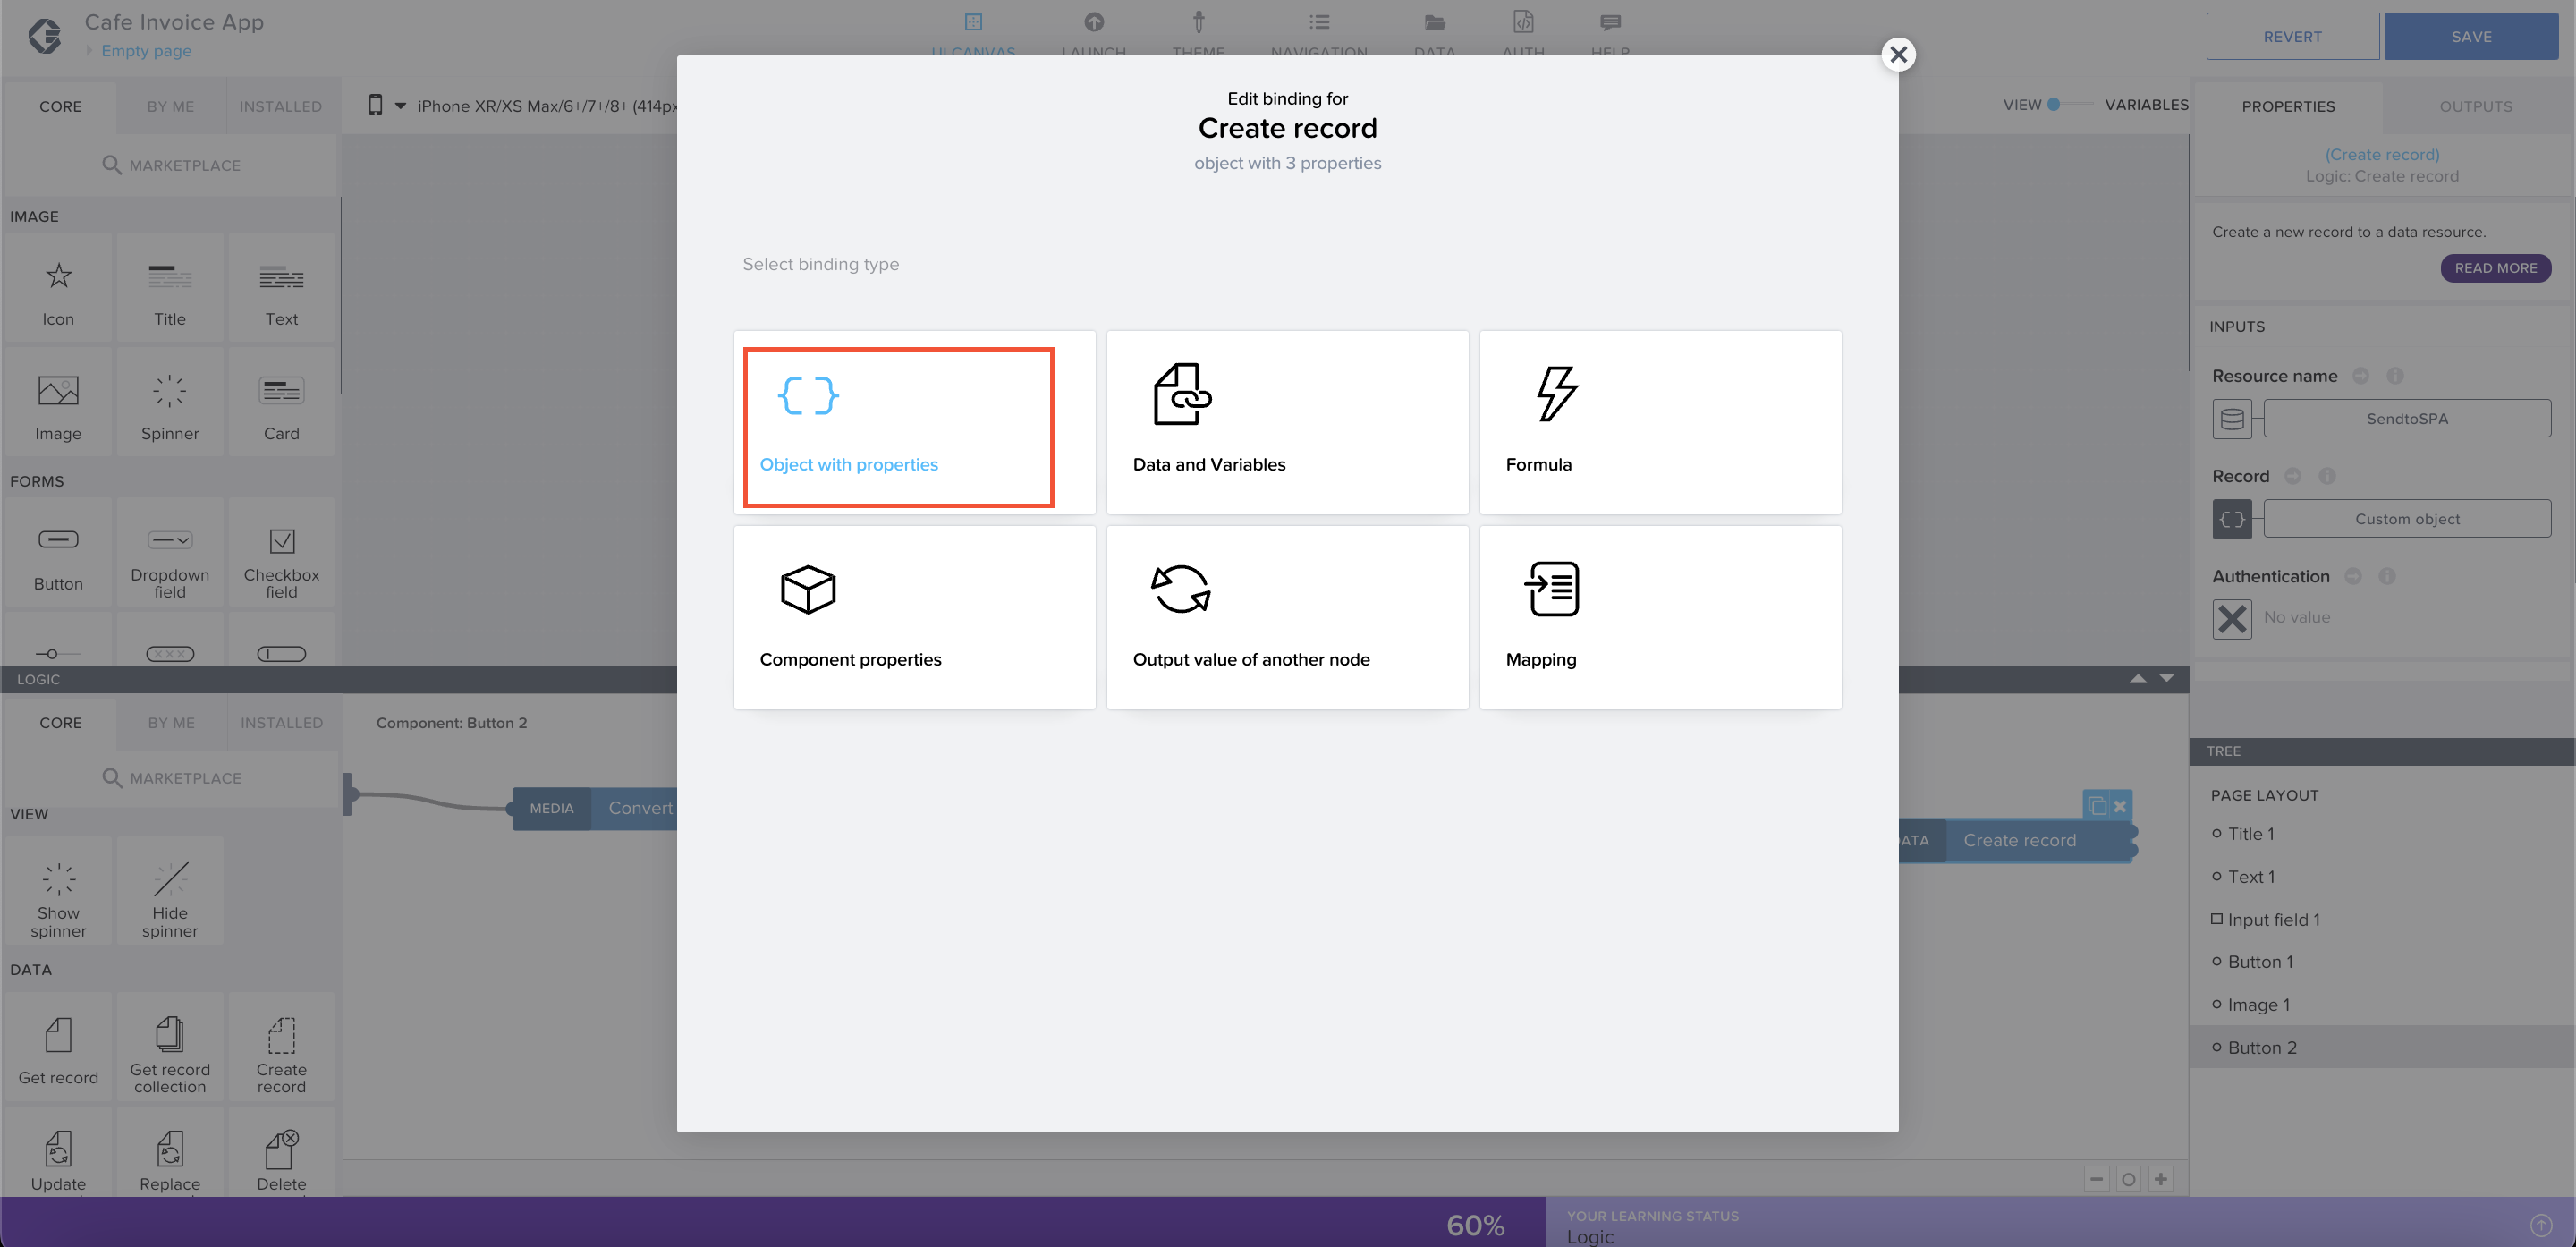 Cafe Invoice App
Empty page
UI CANVAS
LAUNCH
THEME
NAVIGATION
DATA
AUTH
HELP
REVERT
SAVE
CORE
BY ME
INSTALLED
iPhone XR/XS Max/6+/7+/8+ (414px
VIEW
VARIABLES
PROPERTIES
OUTPUTS
MARKETPLACE
IMAGE
Icon
Title
Text
Image
Spinner
Card
FORMS
Button
Dropdown
field
Checkbox
field
Edit binding for
Create record
object with 3 properties
Select binding type
Object with properties
Data and Variables
Formula
Component properties
Output value of another node
Mapping
(Create record)
Logic: Create record
Create a new record to a data resource.
READ MORE
INPUTS
Resource name
SendtoSPA
Record
Custom object
Authentication
No value
LOGIC
CORE
BY ME
INSTALLED
Component: Button 2
MARKETPLACE
VIEW
Show
spinner
Hide
spinner
DATA
Get record
Get record
collection
Create
record
Update
Replace
Delete
MEDIA
Convert
ATA
Create record
TREE
PAGE LAYOUT
Title 1
Text 1
Input field 1
Button 1
Image 1
Button 2
60%
YOUR LEARNING STATUS
Logic